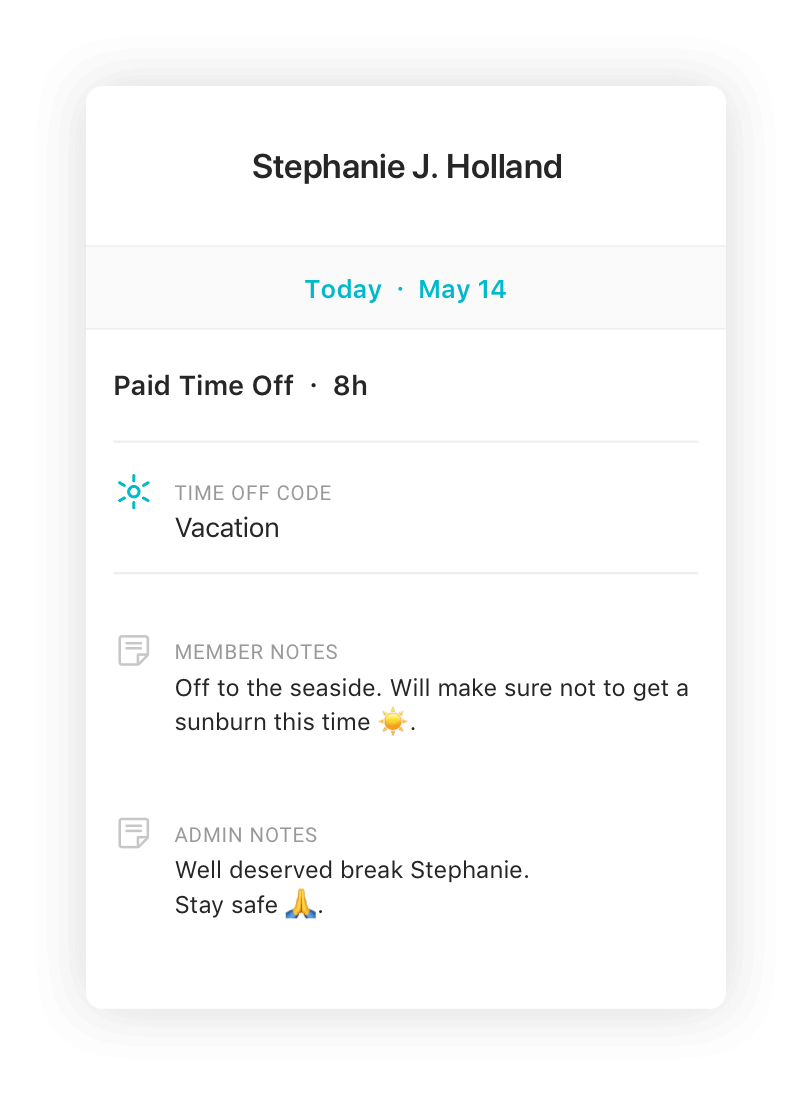 Stephanie J. Holland
Today · May 14
Paid Time Off · 8h
TIME OFF CODE
Vacation
MEMBER NOTES
Off to the seaside. Will make sure not to get a
sunburn this time ☀️.
ADMIN NOTES
Well deserved break Stephanie.
Stay safe 🙏.